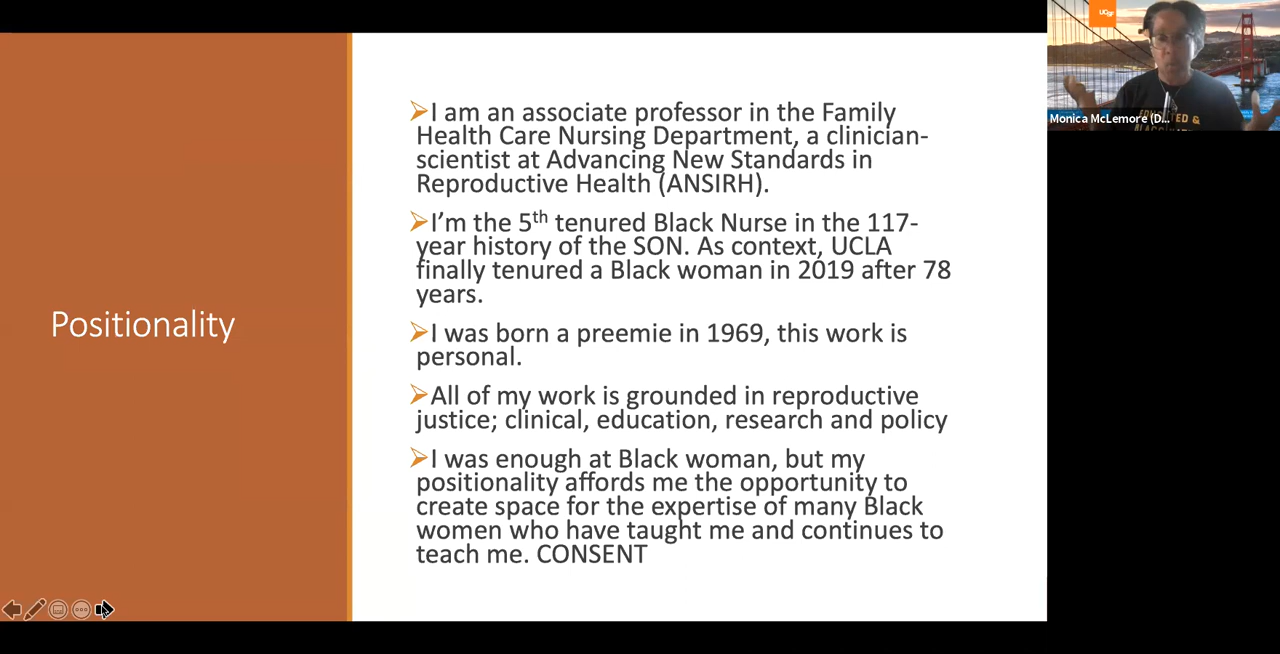 UCSF
Monica McLemore (D...
EDUCATED &
Positionality
I am an associate professor in the Family
Health Care Nursing Department, a clinician-
scientist at Advancing New Standards in
Reproductive Health (ANSIRH).
I’m the 5th tenured Black Nurse in the 117-
year history of the SON. As context, UCLA
finally tenured a Black woman in 2019 after 78
years.
I was born a preemie in 1969, this work is
personal.
All of my work is grounded in reproductive
justice; clinical, education, research and policy
I was enough at Black woman, but my
positionality affords me the opportunity to
create space for the expertise of many Black
women who have taught me and continues to
teach me. CONSENT